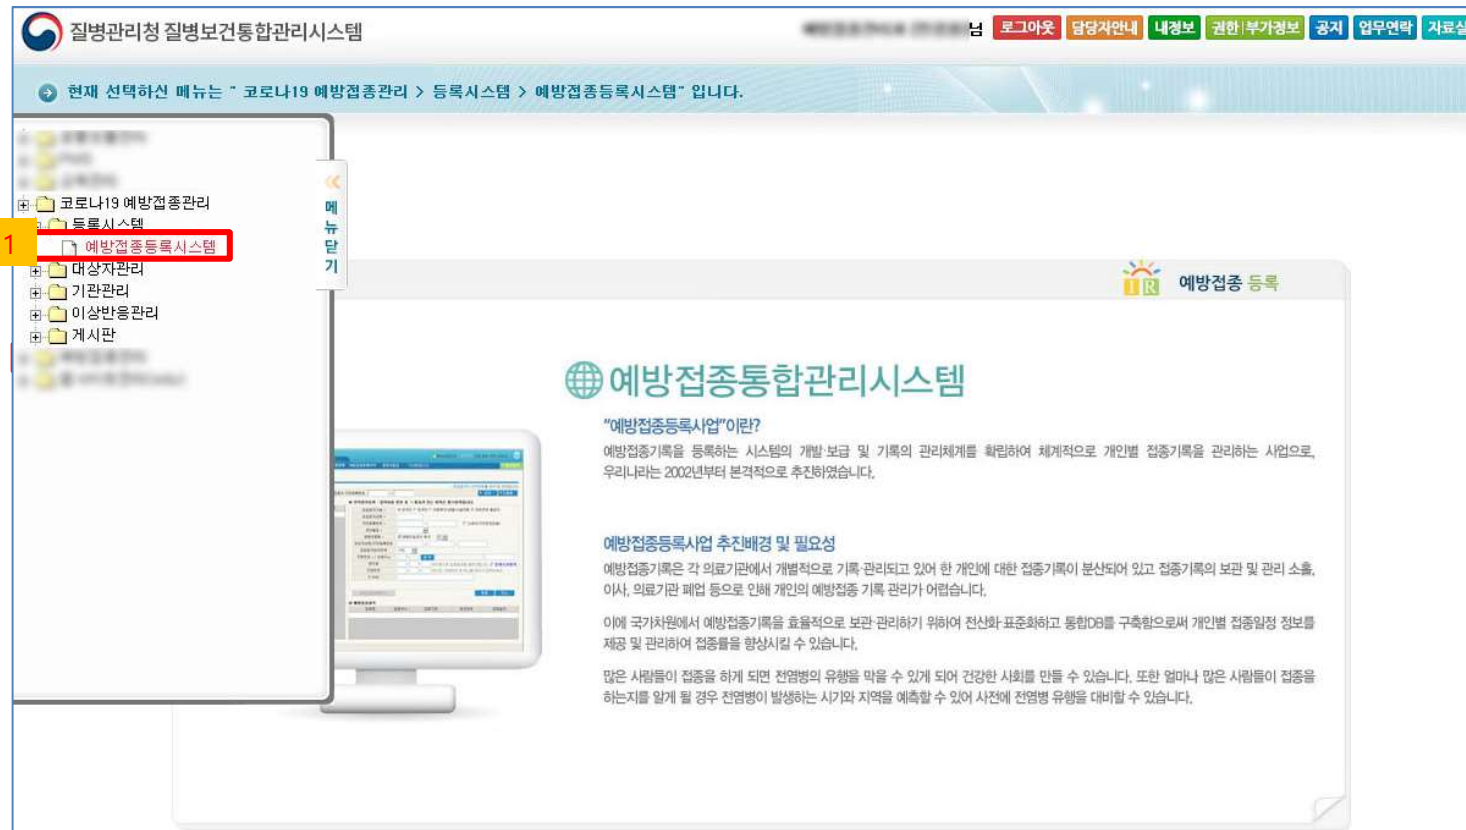 질병관리청 질병보건통합관리시스템
님 로그아웃 담당자안내 내정보 권한|부가정보 공지 업무연락 자료실
현재 선택하신 메뉴는 " 코로나19 예방접종관리 > 등록시스템 > 예방접종등록시스템" 입니다.
코로나19 예방접종관리
등록시스템
1 예방접종등록시스템
대상자관리
기관관리
이상반응관리
게시판
메뉴닫기
예방접종 등록
예방접종통합관리시스템
"예방접종등록사업"이란?
예방접종기록을 등록하는 시스템의 개발·보급 및 기록의 관리체계를 확립하여 체계적으로 개인별 접종기록을 관리하는 사업으로,
우리나라는 2002년부터 본격적으로 추진하였습니다.
예방접종등록사업 추진배경 및 필요성
예방접종기록은 각 의료기관에서 개별적으로 기록·관리되고 있어 한 개인에 대한 접종기록이 분산되어 있고 접종기록의 보관 및 관리 소홀,
이사, 의료기관 폐업 등으로 인해 개인의 예방접종 기록 관리가 어렵습니다.
이에 국가차원에서 예방접종기록을 효율적으로 보관·관리하기 위하여 전산화·표준화하고 통합DB를 구축함으로써 개인별 접종일정 정보를
제공 및 관리하여 접종률을 향상시킬 수 있습니다.
많은 사람들이 접종을 하게 되면 전염병의 유행을 막을 수 있게 되어 건강한 사회를 만들 수 있습니다. 또한 얼마나 많은 사람들이 접종을
하는지를 알게 될 경우 전염병이 발생하는 시기와 지역을 예측할 수 있어 사전에 전염병 유행을 대비할 수 있습니다.